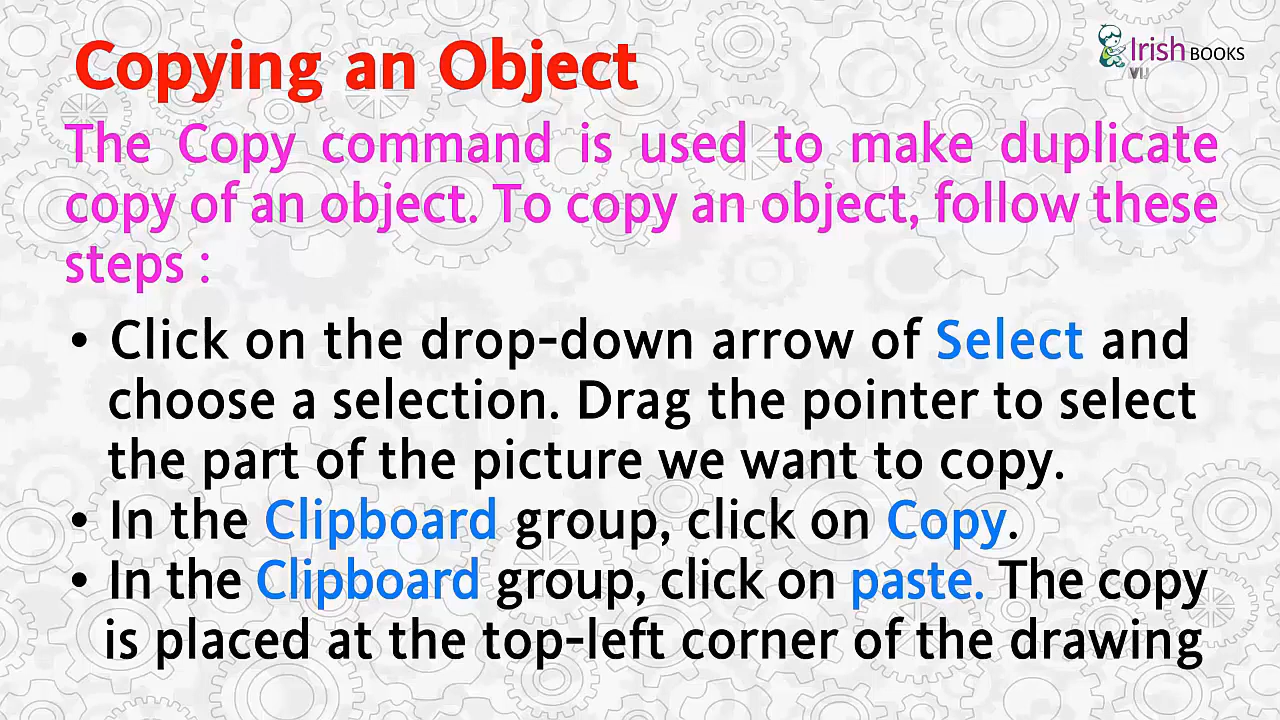 Copying an Object
Irish BOOKS
The Copy command is used to make duplicate
copy of an object. To copy an object, follow these
steps :
• Click on the drop-down arrow of Select and
choose a selection. Drag the pointer to select
the part of the picture we want to copy.
• In the Clipboard group, click on Copy.
• In the Clipboard group, click on paste. The copy
is placed at the top-left corner of the drawing